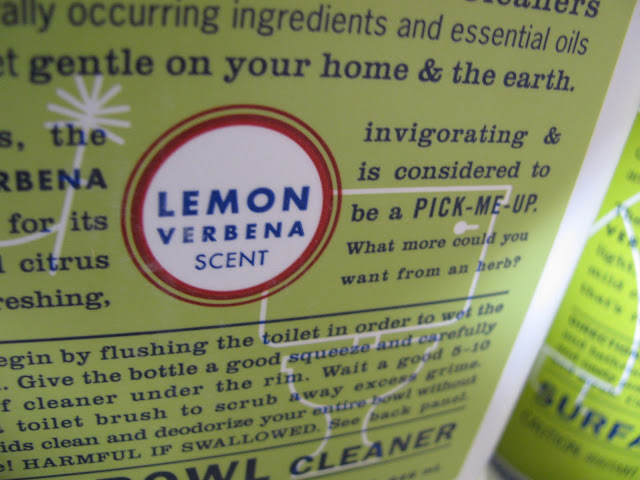 ally occurring ingredients and essential oils
et gentle on your home & the earth.
s, the
RBENA
for its
citrus
reshing,
LEMON
VERBENA
SCENT
invigorating &
is considered to
be a PICK-ME-UP.
What more could you
want from an herb?
egin by flushing the toilet in order to wet the
. Give the bottle a good squeeze and carefully
f cleaner under the rim. Wait a good 5-10
toilet brush to scrub away excess grime.
ids clean and deodorize your entire bowl without
e! HARMFUL IF SWALLOWED. See back panel.
BOWL CLEANER
SURFA